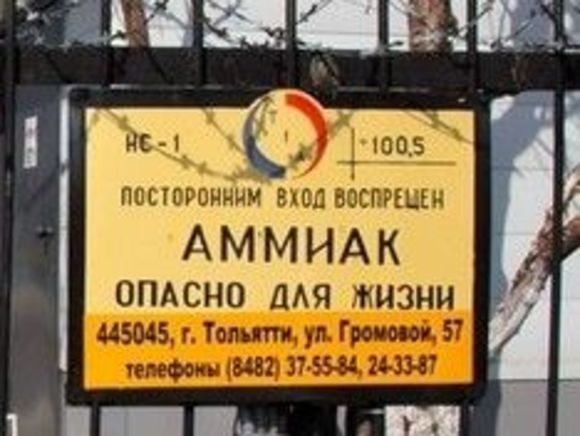 НС-1
+100,5
ПОСТОРОННИМ ВХОД ВОСПРЕЩЕН
АММИАК
ОПАСНО ДЛЯ ЖИЗНИ
445045, г. Тольятти, ул. Громовой, 57
телефоны (8482) 37-55-84, 24-33-87